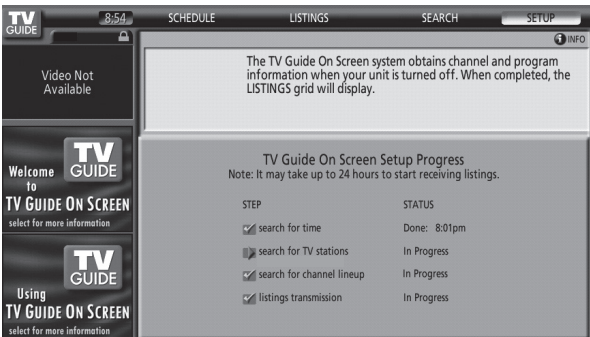 TV
GUIDE
8:54
SCHEDULE LISTINGS SEARCH SETUP
i INFO
Video Not
Available
The TV Guide On Screen system obtains channel and program
information when your unit is turned off. When completed, the
LISTINGS grid will display.
TV
GUIDE
Welcome
to
TV GUIDE ON SCREEN
select for more information
TV
GUIDE
Using
TV GUIDE ON SCREEN
select for more information
TV Guide On Screen Setup Progress
Note: It may take up to 24 hours to start receiving listings.
STEP STATUS
search for time Done: 8:01pm
search for TV stations In Progress
search for channel lineup In Progress
listings transmission In Progress